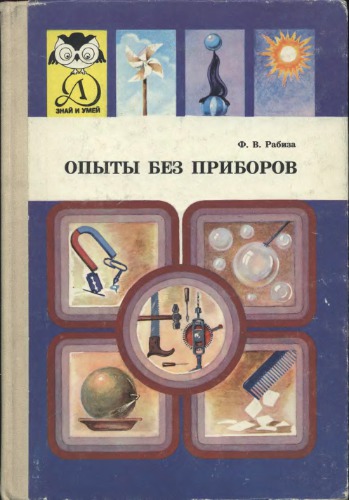 Д
ЗНАЙ И УМЕЙ
Ф. В. Рабиза
ОПЫТЫ БЕЗ ПРИБОРОВ